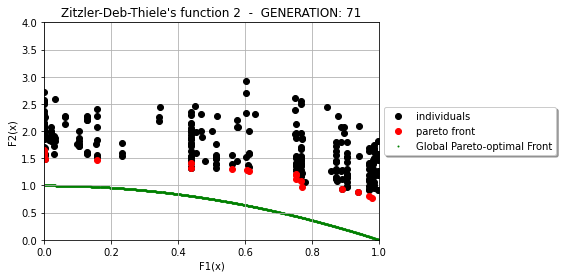 Zitzler-Deb-Thiele's function 2 - GENERATION: 71
4.0
3.5
3.0
2.5
2.0
1.5
1.0
0.5
0.0
F2(x)
0.0 0.2 0.4 0.6 0.8 1.0
F1(x)
individuals
pareto front
Global Pareto-optimal Front